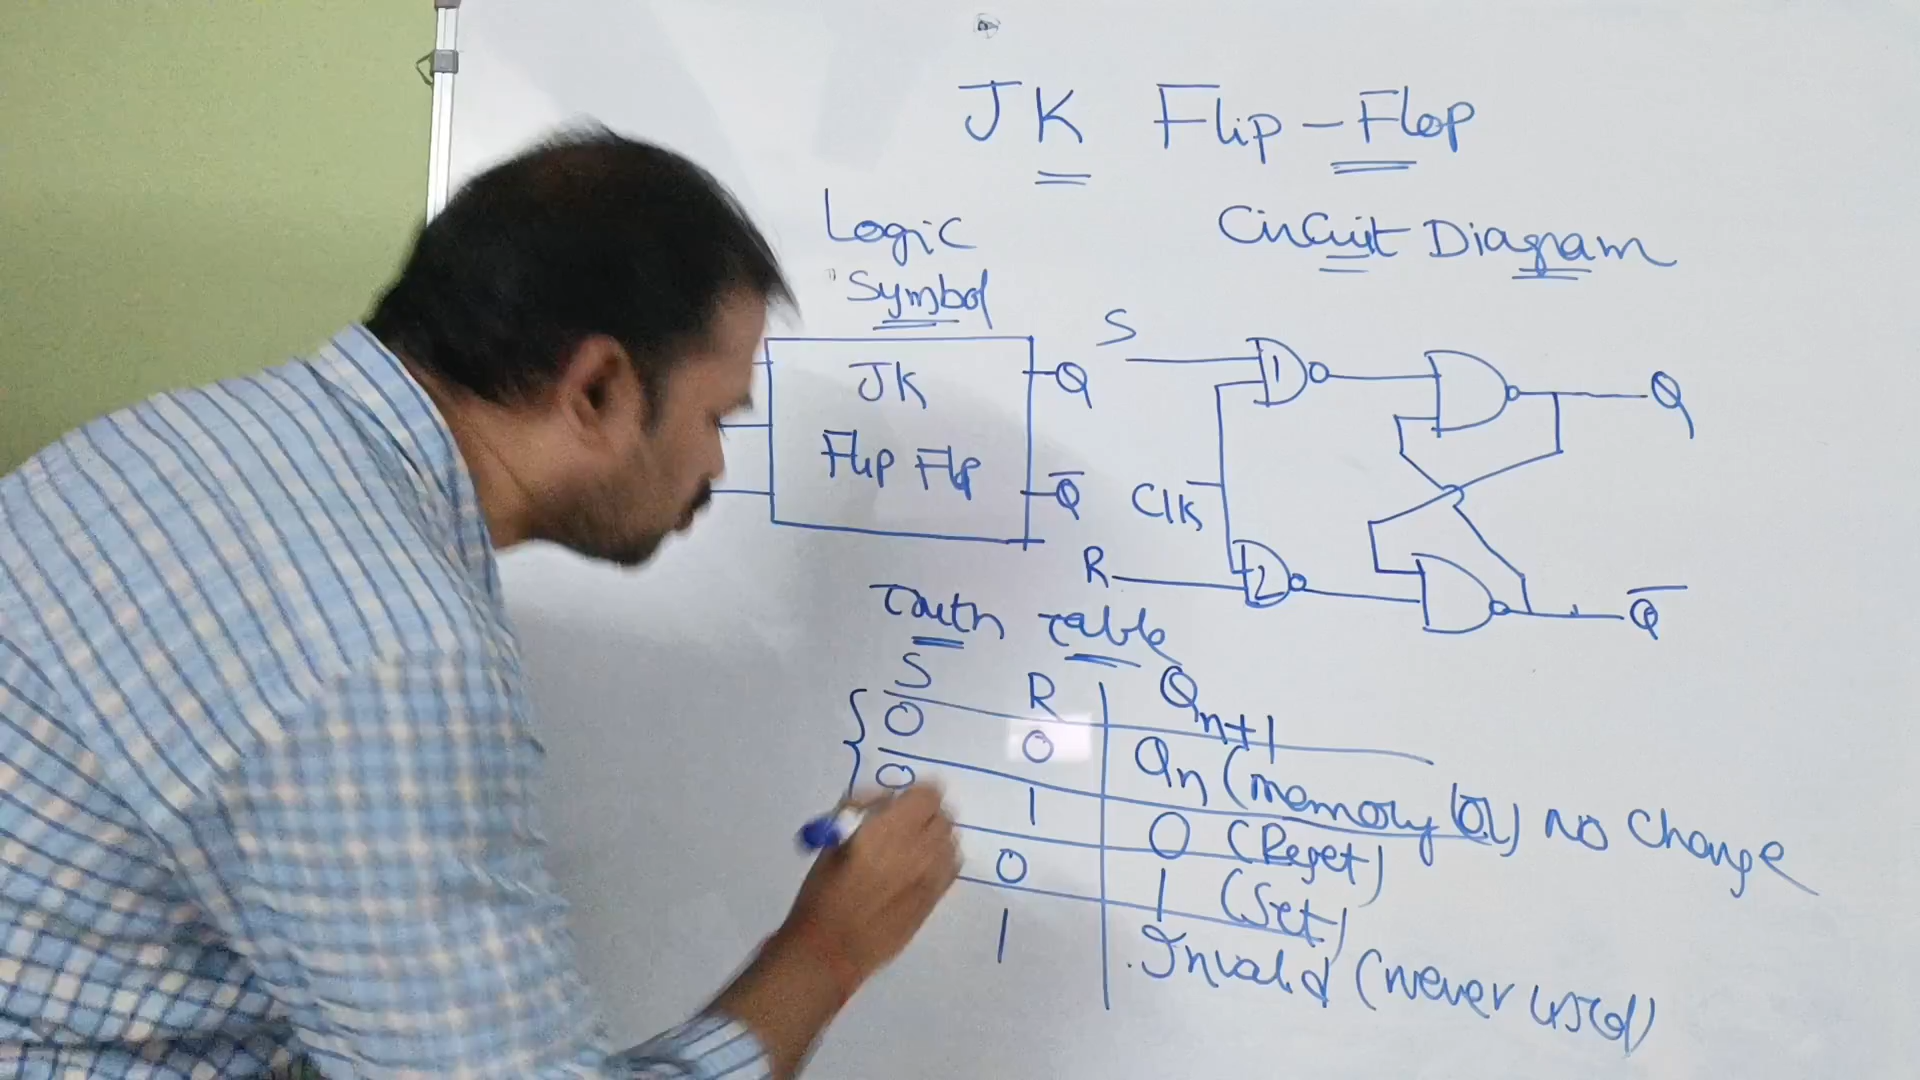 JK Flip-Flop
Logic
Symbol
Circuit Diagram
JK
Flip Flop
Q
Q̅
S
1
Q
Clk
R
2
Q̅
Truth Table
S R Qn+1
0 0 Qn (memory (or) no change
0 1 0 (Reset)
0 1 (Set)
1 Invalid (never used)